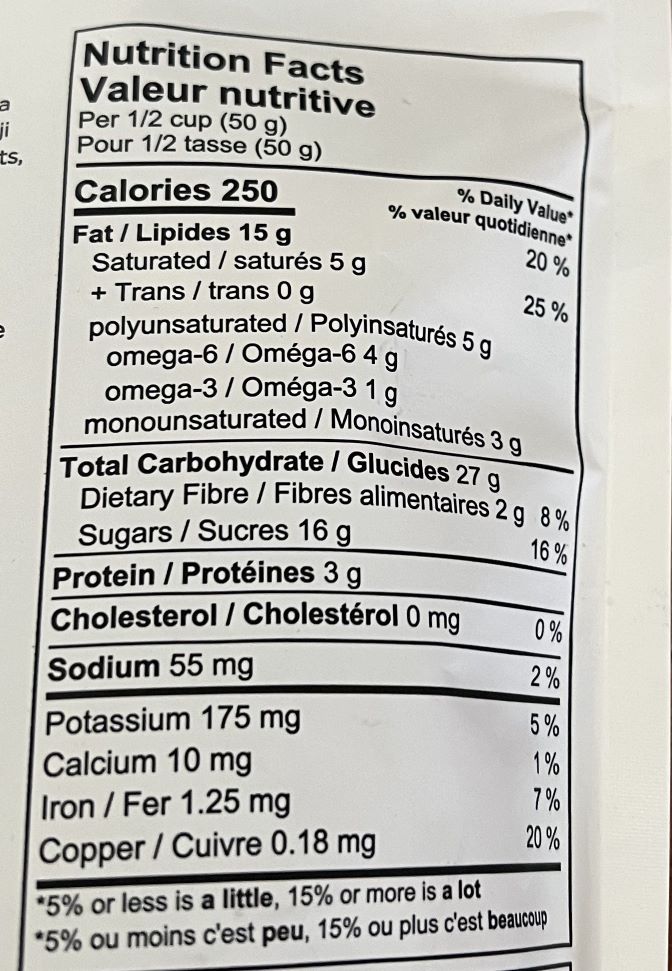 a
ji
ts,
e
Nutrition Facts
Valeur nutritive
Per 1/2 cup (50 g)
Pour 1/2 tasse (50 g)
Calories 250
% Daily Value*
% valeur quotidienne*
Fat / Lipides 15 g 20 %
Saturated / saturés 5 g
+ Trans / trans 0 g 25 %
polyunsaturated / Polyinsaturés 5 g
omega-6 / Oméga-6 4 g
omega-3 / Oméga-3 1 g
monounsaturated / Monoinsaturés 3 g
Total Carbohydrate / Glucides 27 g
Dietary Fibre / Fibres alimentaires 2 g 8 %
Sugars / Sucres 16 g 16 %
Protein / Protéines 3 g
Cholesterol / Cholestérol 0 mg 0 %
Sodium 55 mg 2 %
Potassium 175 mg 5 %
Calcium 10 mg 1 %
Iron / Fer 1.25 mg 7 %
Copper / Cuivre 0.18 mg 20 %
*5% or less is a little, 15% or more is a lot
*5% ou moins c'est peu, 15% ou plus c'est beaucoup